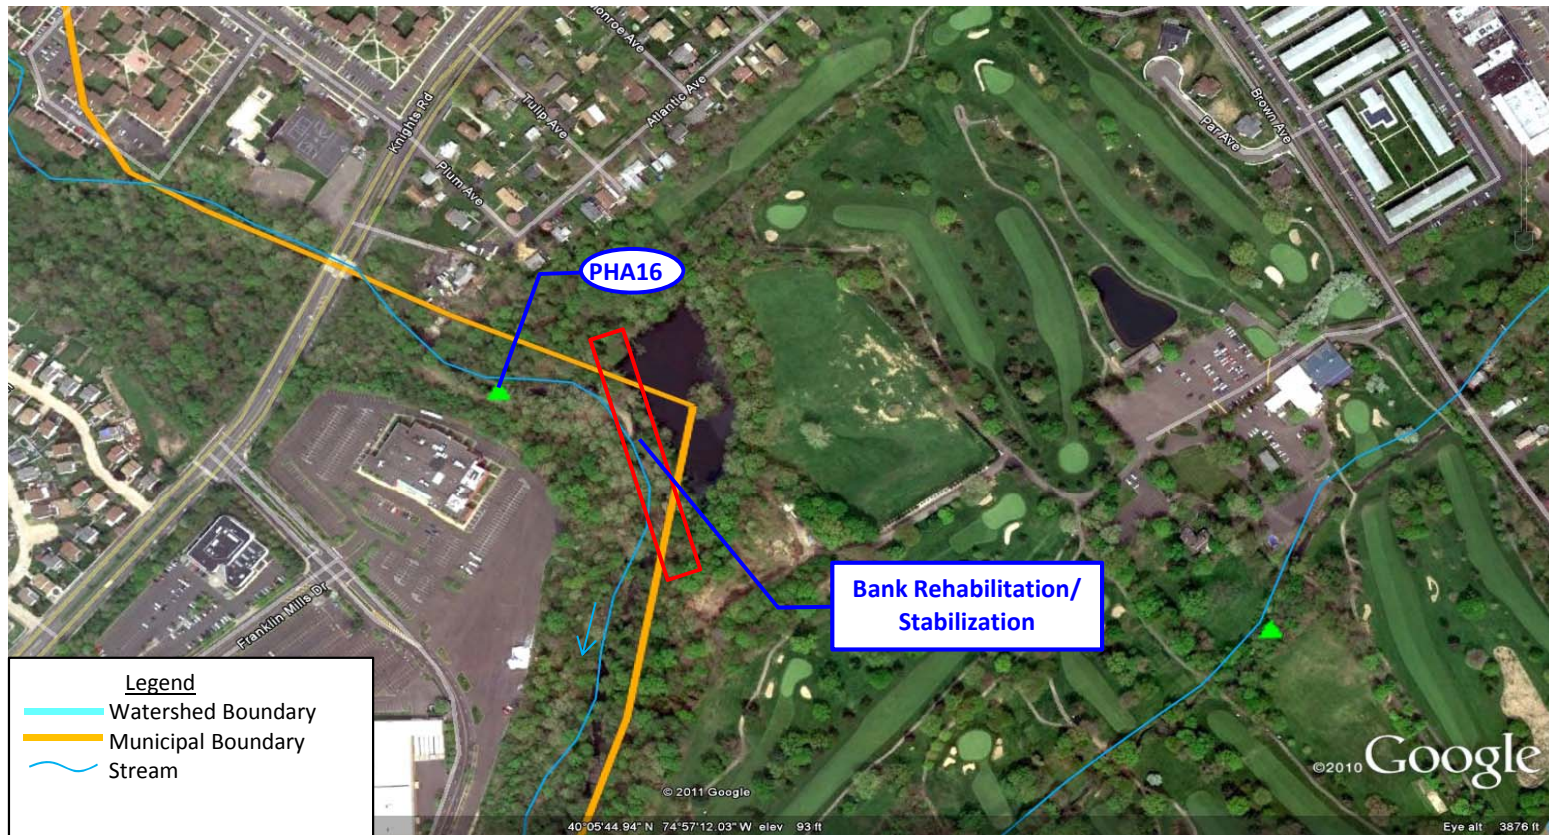 Monroe Ave
Knights Rd
Tulip Ave
Atlantic Ave
Plum Ave
Brown Ave
Par Ave
PHA16
Bank Rehabilitation/
Stabilization
Franklin Mills Dr
Legend
Watershed Boundary
Municipal Boundary
Stream
©2010 Google
© 2011 Google
40°05'44.94" N 74°57'12.03" W elev 93 ft
Eye alt 3876 ft